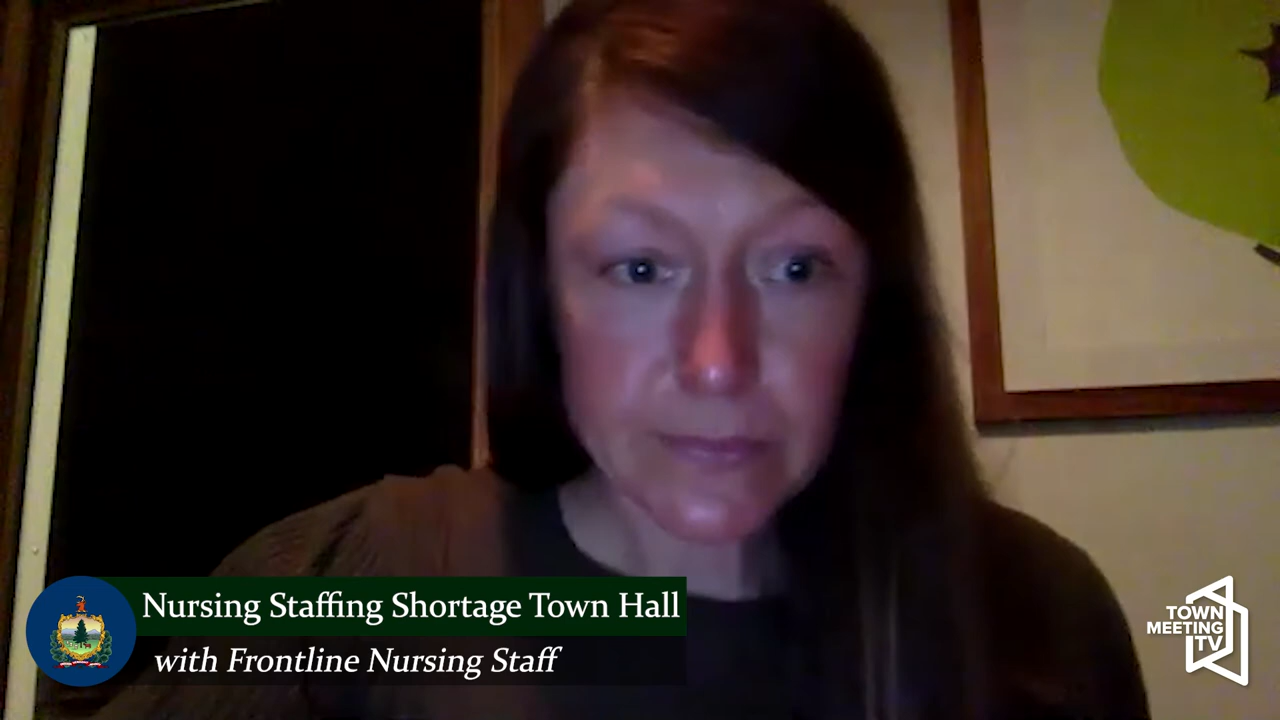 Nursing Staffing Shortage Town Hall
with Frontline Nursing Staff
TOWN
MEETING
TV